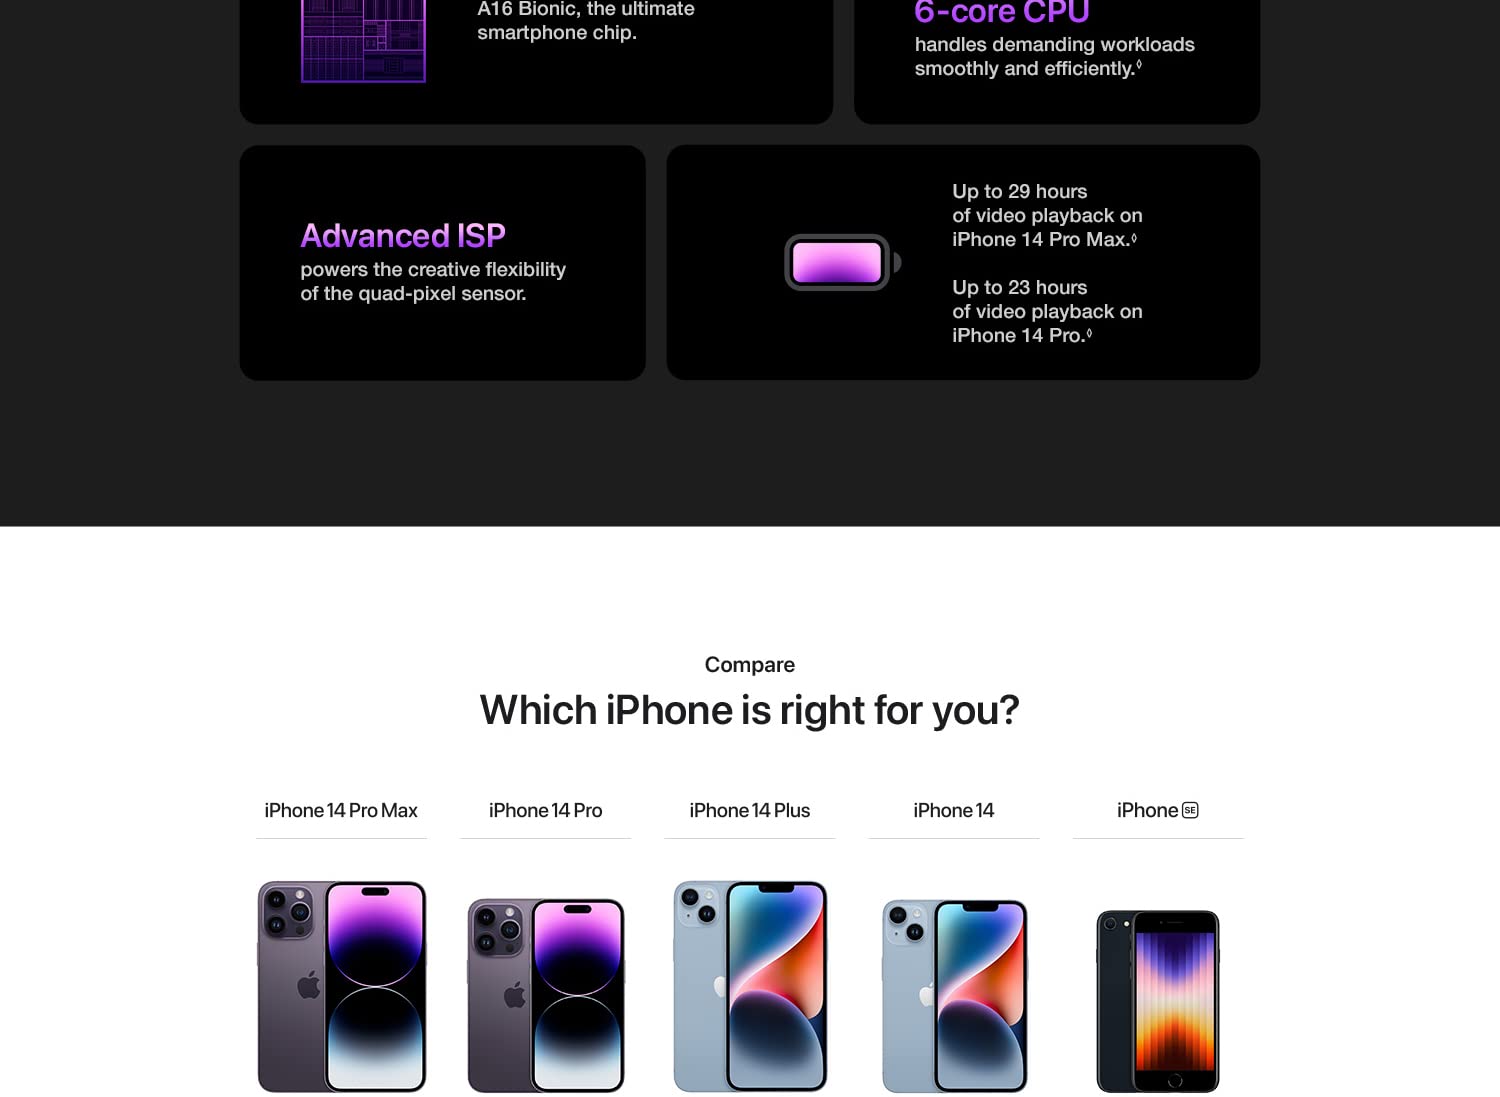 A16 Bionic, the ultimate
smartphone chip.
6-core CPU
handles demanding workloads
smoothly and efficiently.◊
Advanced ISP
powers the creative flexibility
of the quad-pixel sensor.
Up to 29 hours
of video playback on
iPhone 14 Pro Max.◊
Up to 23 hours
of video playback on
iPhone 14 Pro.◊
Compare
Which iPhone is right for you?
iPhone 14 Pro Max
iPhone 14 Pro
iPhone 14 Plus
iPhone 14
iPhone SE